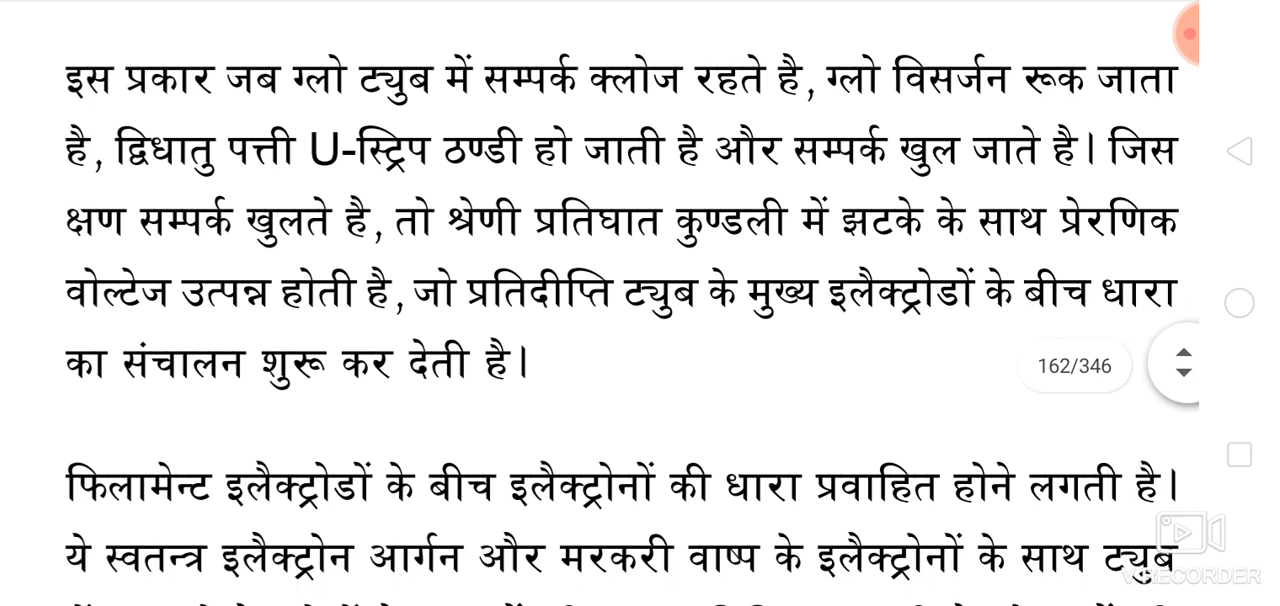 इस प्रकार जब ग्लो ट्युब में सम्पर्क क्लोज रहते है, ग्लो विसर्जन रूक जाता
है, द्विधातु पत्ती U-स्ट्रिप ठण्डी हो जाती है और सम्पर्क खुल जाते है। जिस
क्षण सम्पर्क खुलते है, तो श्रेणी प्रतिघात कुण्डली में झटके के साथ प्रेरणिक
वोल्टेज उत्पन्न होती है, जो प्रतिदीप्ति ट्युब के मुख्य इलैक्ट्रोडों के बीच धारा
का संचालन शुरू कर देती है।
162/346
फिलामेन्ट इलैक्ट्रोडों के बीच इलैक्ट्रोनों की धारा प्रवाहित होने लगती है।
ये स्वतन्त्र इलैक्ट्रोन आर्गन और मरकरी वाष्प के इलैक्ट्रोनों के साथ ट्युब
RECORDER